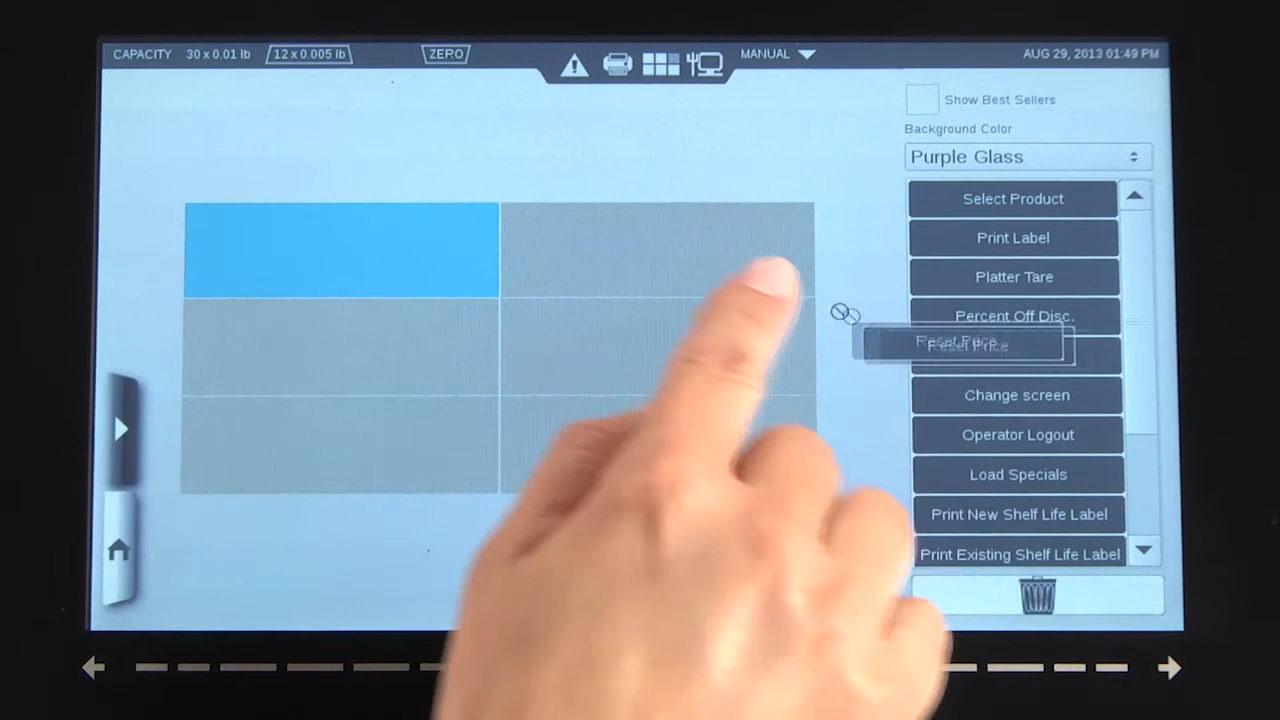 CAPACITY 30 x 0.01 lb 12 x 0.005 lb ZERO MANUAL AUG 29, 2013 01:49 PM
Show Best Sellers
Background Color
Purple Glass
Select Product
Print Label
Platter Tare
Percent Off Disc.
Reset Price
Reset Price
Change screen
Operator Logout
Load Specials
Print New Shelf Life Label
Print Existing Shelf Life Label